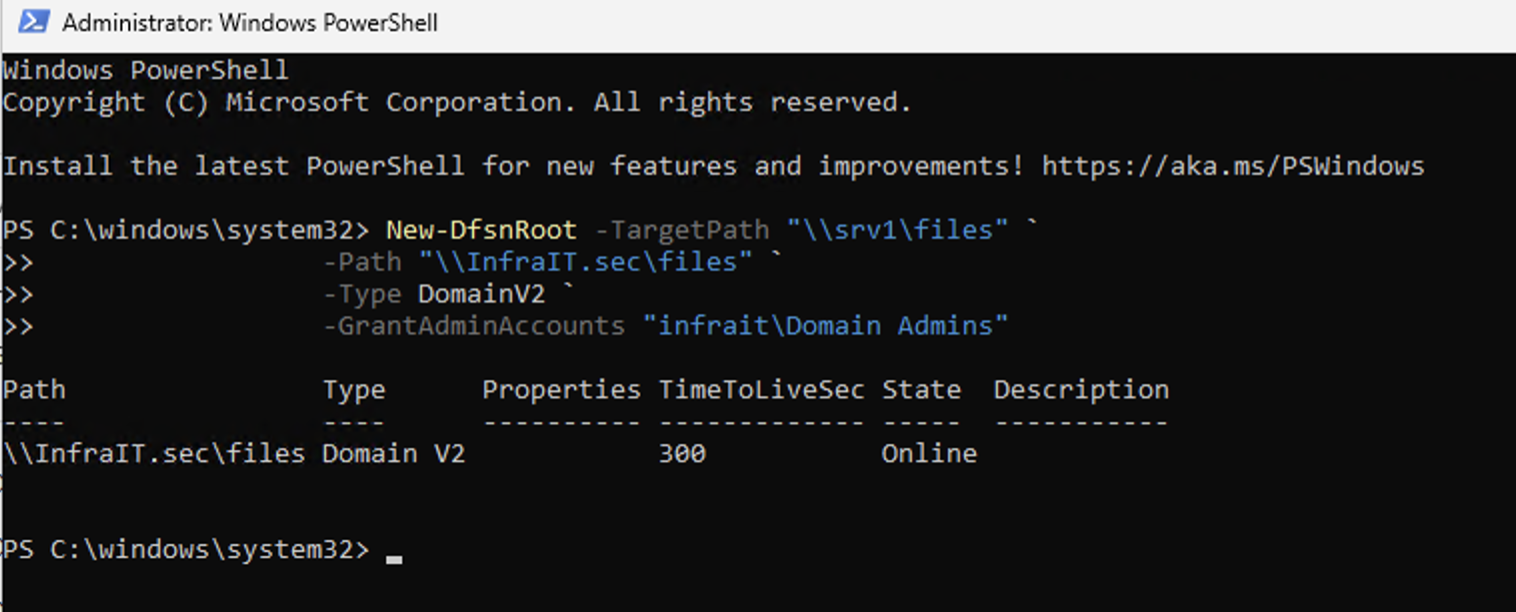 Administrator: Windows PowerShell
Windows PowerShell
Copyright (C) Microsoft Corporation. All rights reserved.
Install the latest PowerShell for new features and improvements! https://aka.ms/PSWindows
PS C:\windows\system32> New-DfsnRoot -TargetPath "\\srv1\files" `
>>                  -Path "\\InfraIT.sec\files" `
>>                  -Type DomainV2 `
>>                  -GrantAdminAccounts "infrait\Domain Admins"
Path                Type      Properties TimeToLiveSec State  Description
----                ----      ---------- ------------- -----  -----------
\\InfraIT.sec\files Domain V2            300           Online
PS C:\windows\system32>